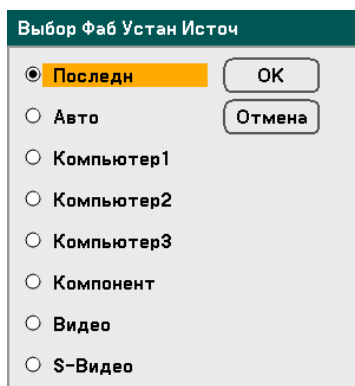 Выбор Фаб Устан Источ
Последн
OK
Авто
Отмена
Компьютер1
Компьютер2
Компьютер3
Компонент
Видео
S-Видео